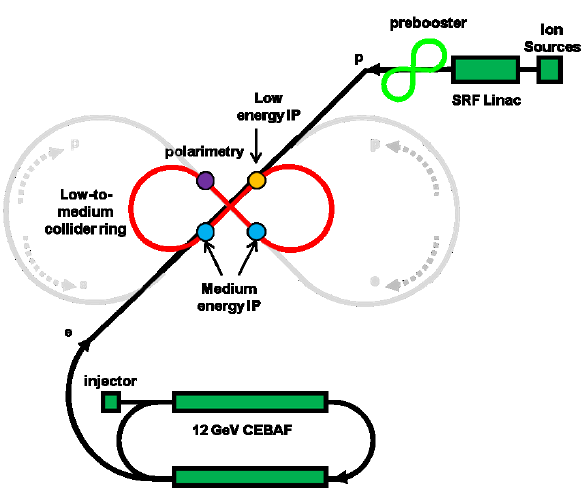 prebooster
Ion
Sources
p
SRF Linac
Low
energy IP
polarimetry
p
p
Low-to-
medium
collider ring
e
e
Medium
energy IP
e
injector
12 GeV CEBAF